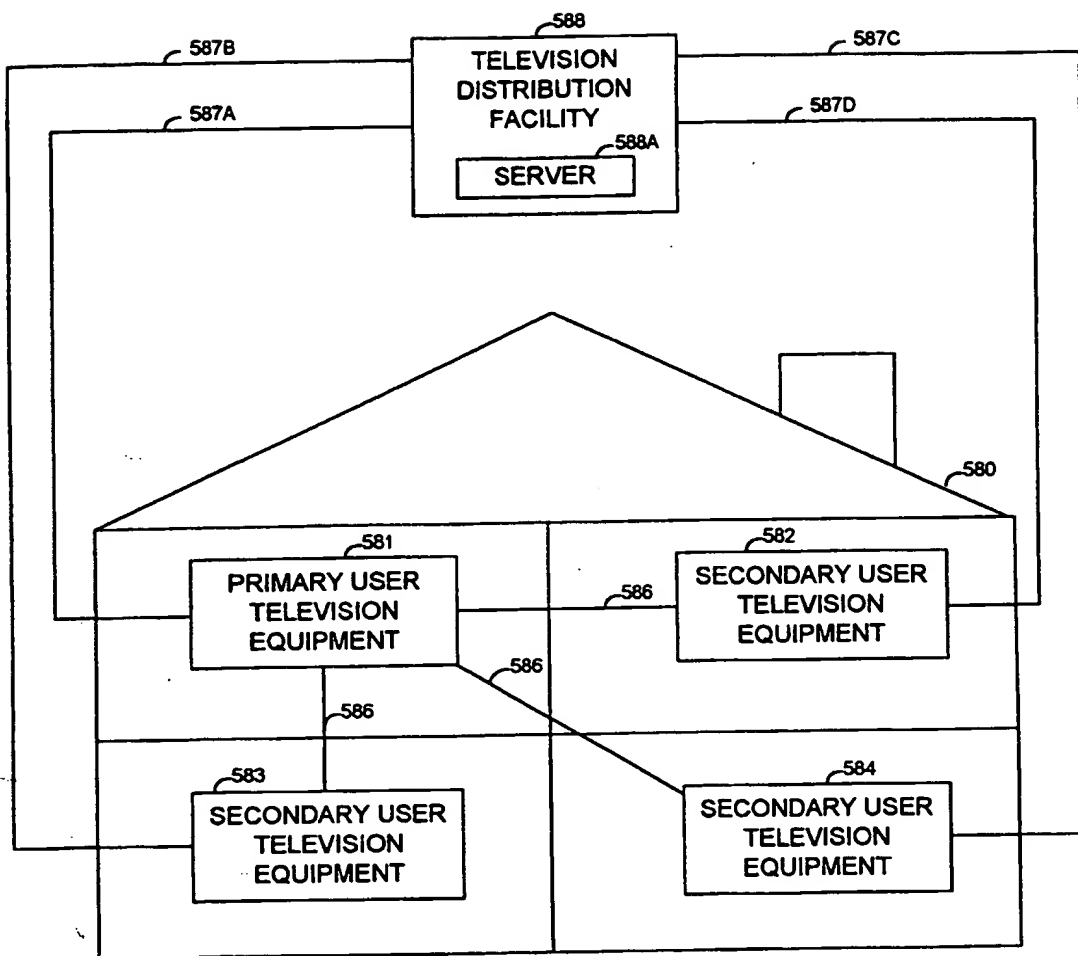 588
587B
587C
TELEVISION
DISTRIBUTION
FACILITY
587A
587D
588A
SERVER
580
581
582
PRIMARY USER
TELEVISION
EQUIPMENT
586
SECONDARY USER
TELEVISION
EQUIPMENT
586
586
583
584
SECONDARY USER
TELEVISION
EQUIPMENT
SECONDARY USER
TELEVISION
EQUIPMENT